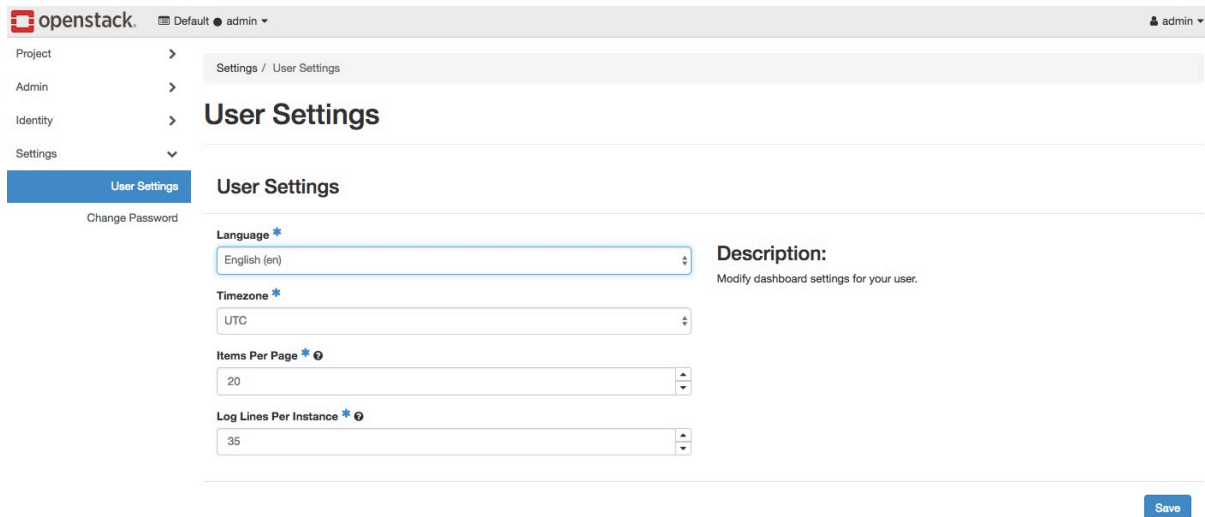 openstack. Default ● admin admin
Project
Admin
Identity
Settings
User Settings
Change Password
Settings / User Settings
User Settings
User Settings
Language *
English (en)
Timezone *
UTC
Items Per Page *
20
Log Lines Per Instance *
35
Description:
Modify dashboard settings for your user.
Save